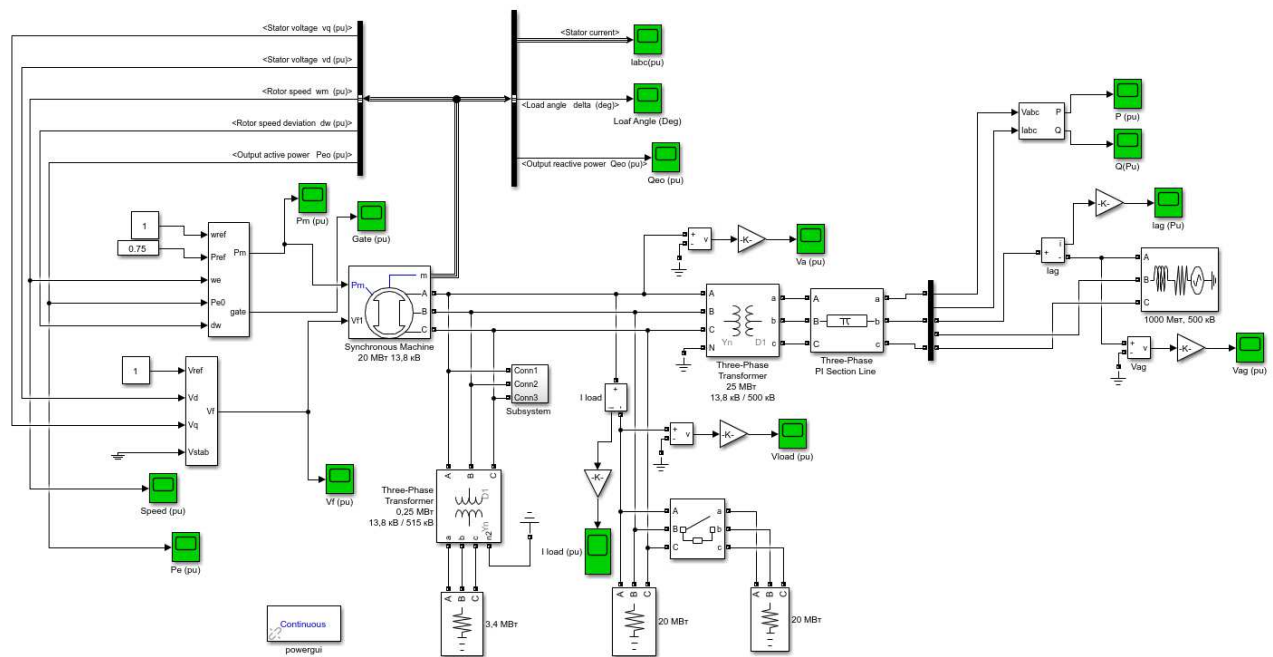 <Stator voltage vq (pu)>
<Stator voltage vd (pu)>
<Rotor speed wm (pu)>
<Rotor speed deviation dw (pu)>
<Output active power Peo (pu)>
<Stator current>
Iabc(pu)
<Load angle delta (deg)>
Loaf Angle (Deg)
<Output reactive power Qeo (pu)>
Qeo (pu)
Vabc
Iabc
P
Q
P (pu)
Q(Pu)
1
0.75
wref
Pref
we
Pe0
dw
Pm
gate
Pm (pu)
Gate (pu)
Pm
Vf1
m
A
B
C
Synchronous Machine
20 МВт 13,8 кВ
+
-
v
-K-
Va (pu)
A
B
C
N
a
b
c
Yn
D1
Three-Phase
Transformer
25 МВт
13,8 кВ / 500 кВ
A
B
C
a
b
c
Three-Phase
PI Section Line
+
i
-
Iag
-K-
Iag (Pu)
A
B
C
1000 Мвт, 500 кВ
+
-
v
-K-
Vag (pu)
1
Vref
Vd
Vq
Vstab
Vf
Vf (pu)
Speed (pu)
Pe (pu)
Conn1
Conn2
Conn3
Subsystem
I load
+
-
-K-
I load (pu)
+
-
v
-K-
Vload (pu)
Three-Phase
Transformer
0,25 МВт
13,8 кВ / 515 кВ
A
B
C
D1
Yn
a
b
c
n2
A
B
C
3,4 МВт
A
B
C
a
b
c
A
B
C
20 МВт
A
B
C
20 МВт
Continuous
powergui